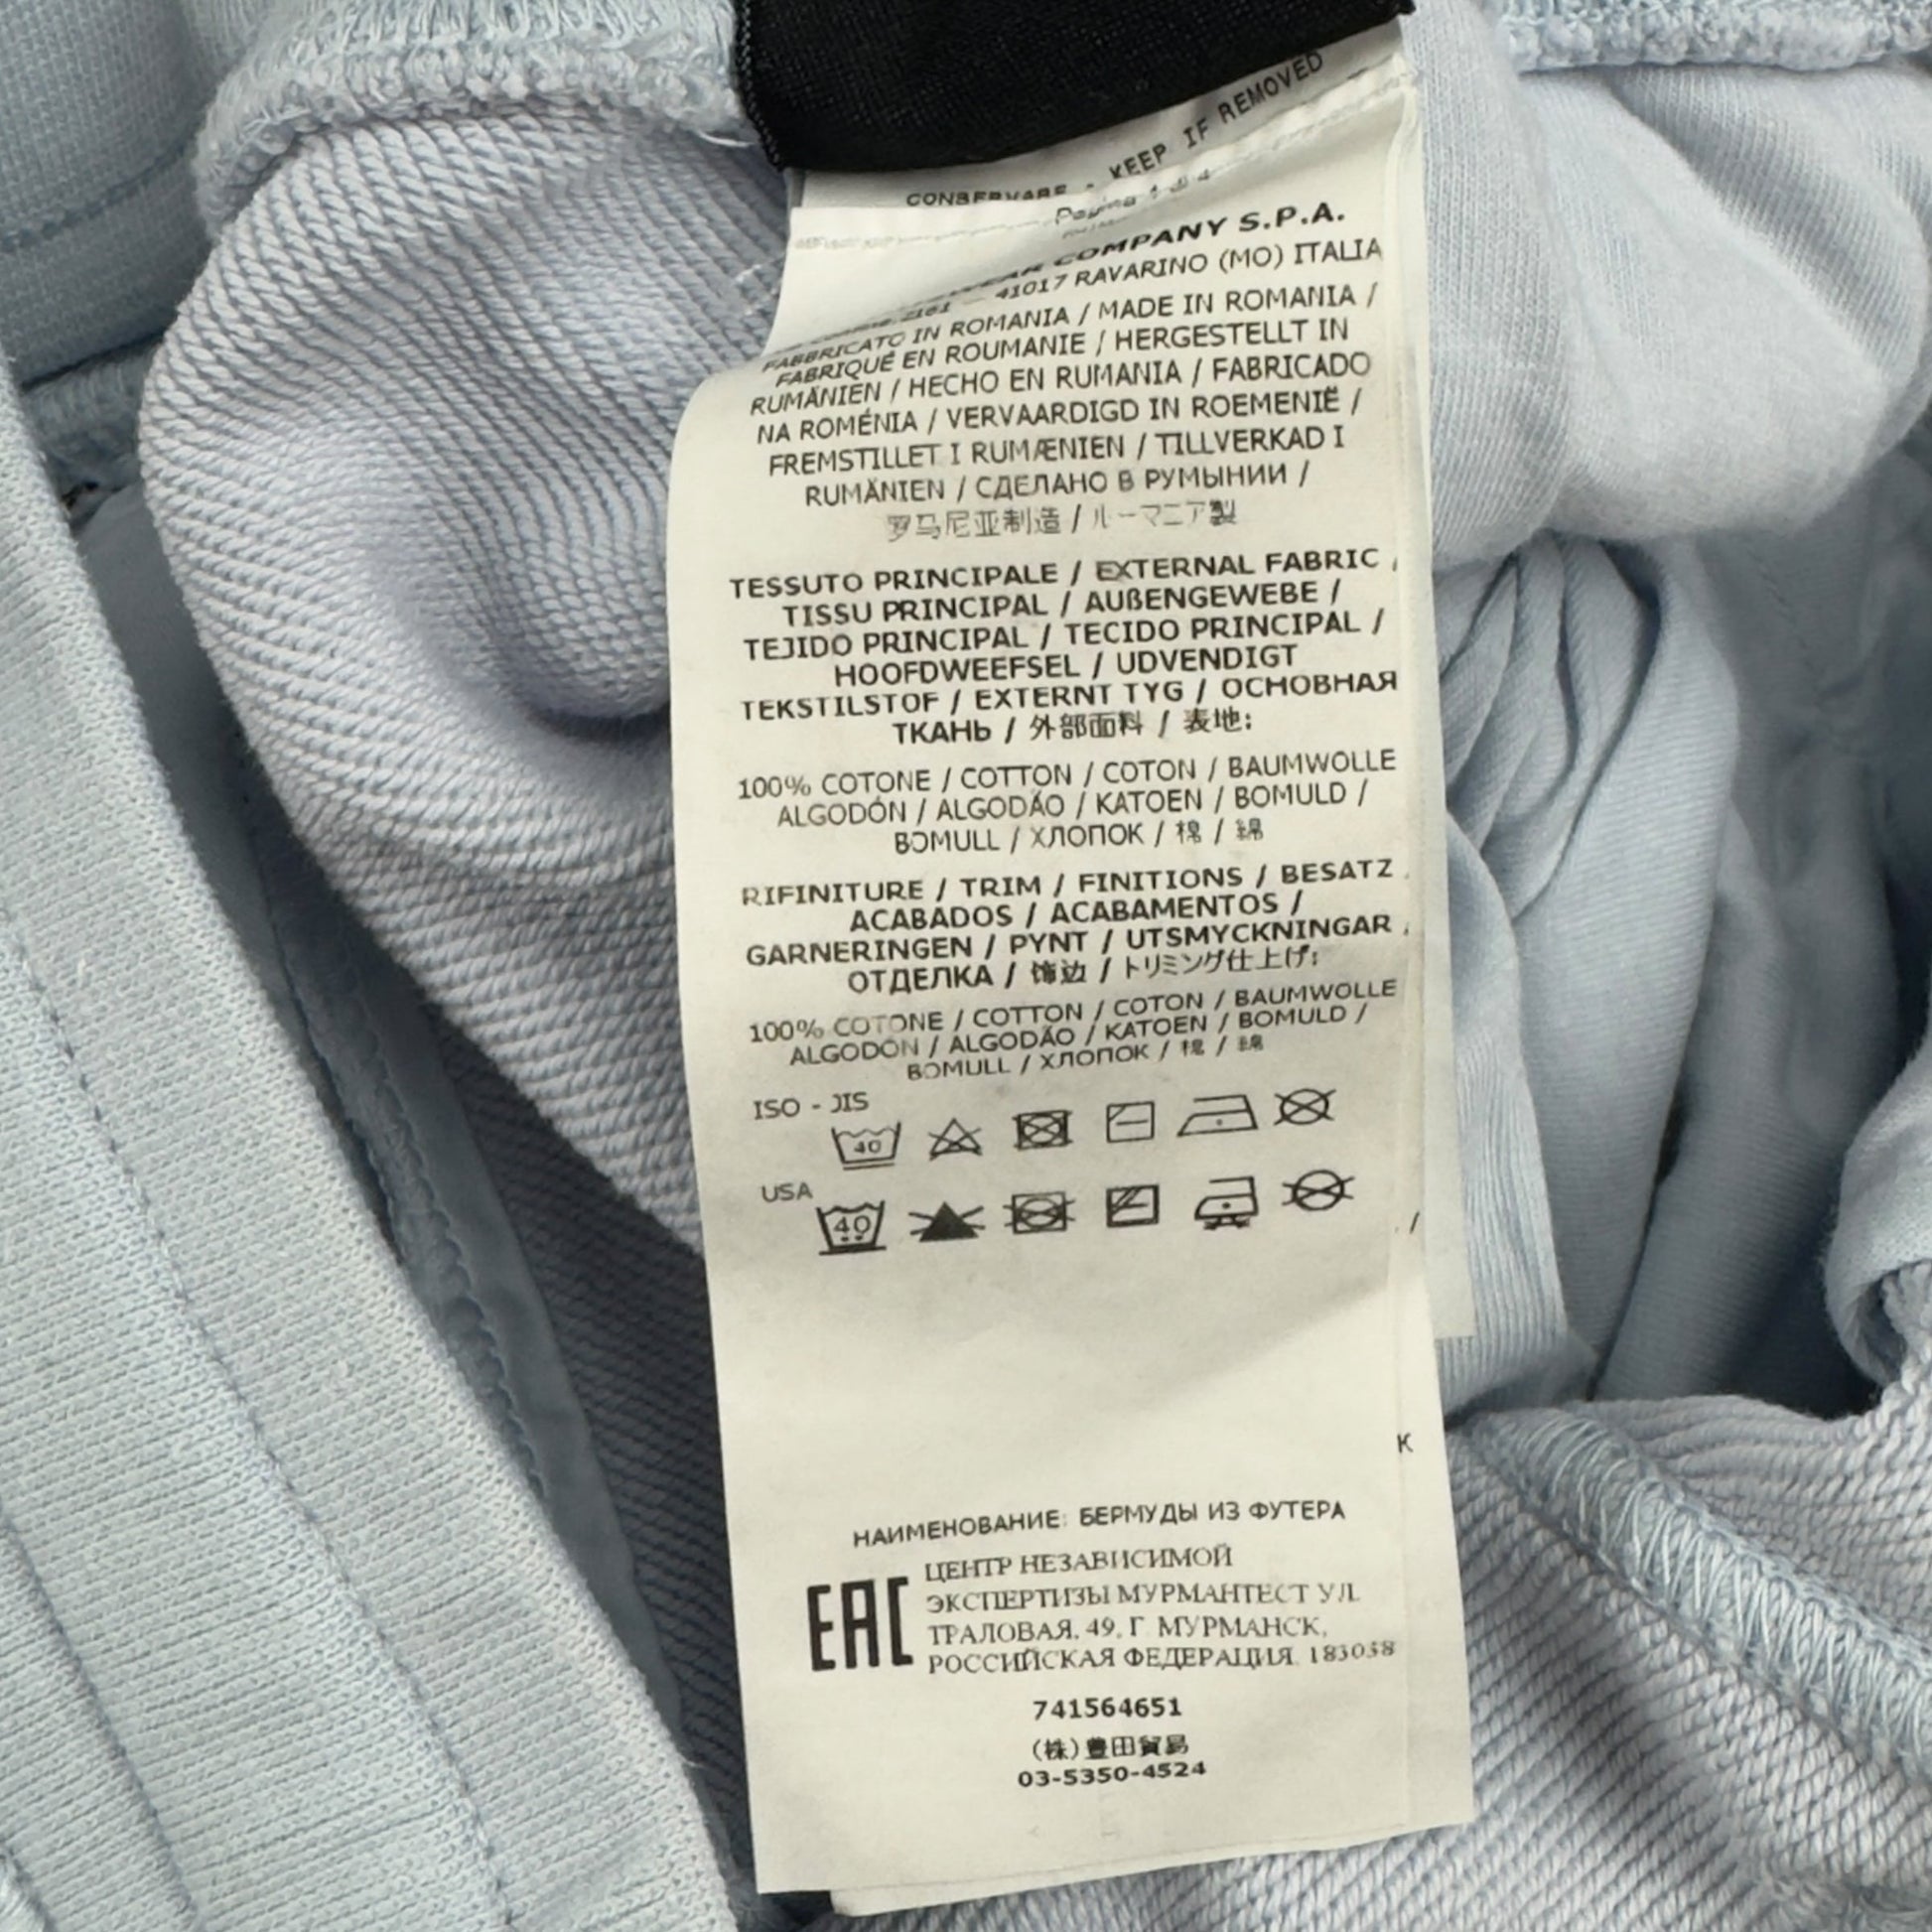 CONSERVARE - KEEP IF REMOVED
Pagina 1 di 4
COMPANY S.P.A.
2161 - 41017 RAVARINO (MO) ITALIA
FABBRICATO IN ROMANIA / MADE IN ROMANIA /
FABRIQUÉ EN ROUMANIE / HERGESTELLT IN
RUMÄNIEN / HECHO EN RUMANIA / FABRICADO
NA ROMÉNIA / VERVAARDIGD IN ROEMENIË /
FREMSTILLET I RUMÆNIEN / TILLVERKAD I
RUMÄNIEN / СДЕЛАНО В РУМЫНИИ /
罗马尼亚制造 / ルーマニア製
TESSUTO PRINCIPALE / EXTERNAL FABRIC /
TISSU PRINCIPAL / AUßENGEWEBE /
TEJIDO PRINCIPAL / TECIDO PRINCIPAL /
HOOFDWEEFSEL / UDVENDIGT
TEKSTILSTOF / EXTERNT TYG / ОСНОВНАЯ
ТКАНЬ / 外部面料 / 表地:
100% COTONE / COTTON / COTON / BAUMWOLLE
ALGODÓN / ALGODÃO / KATOEN / BOMULD /
BOMULL / ХЛОПОК / 棉 / 綿
RIFINITURE / TRIM / FINITIONS / BESATZ /
ACABADOS / ACABAMENTOS /
GARNERINGEN / PYNT / UTSMYCKNINGAR /
ОТДЕЛКА / 饰边 / トリミング仕上げ:
100% COTONE / COTTON / COTON / BAUMWOLLE
ALGODÓN / ALGODÃO / KATOEN / BOMULD /
BOMULL / ХЛОПОК / 棉 / 綿
ISO - JIS
40
USA
40
/
K
НАИМЕНОВАНИЕ: БЕРМУДЫ ИЗ ФУТЕРА
EAC
ЦЕНТР НЕЗАВИСИМОЙ
ЭКСПЕРТИЗЫ МУРМАНТЕСТ УЛ.
ТРАЛОВАЯ, 49, Г. МУРМАНСК,
РОССИЙСКАЯ ФЕДЕРАЦИЯ, 183038
741564651
(株)豊田貿易
03-5350-4524